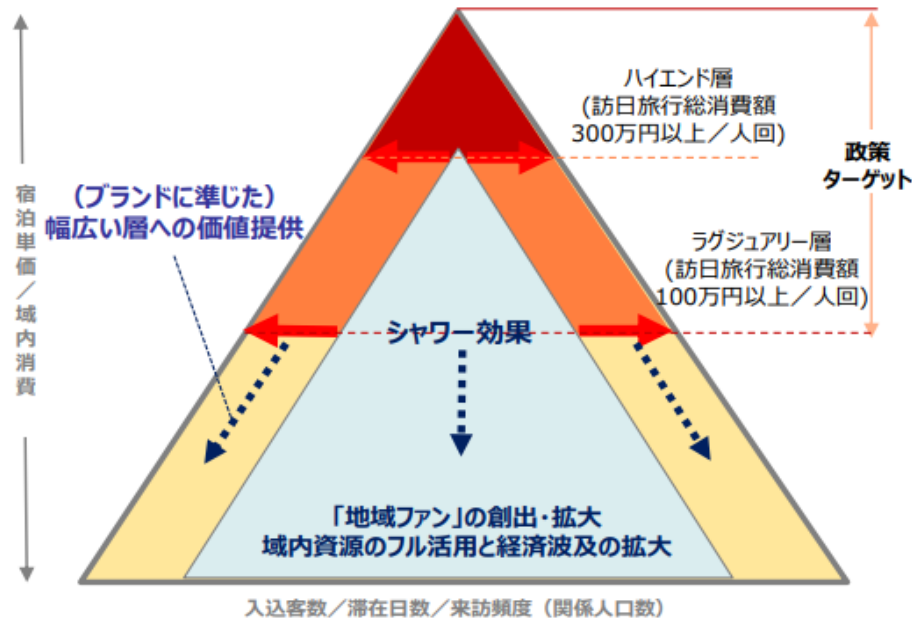 ハイエンド層
(訪日旅行総消費額
300万円以上／人回)
政策
ターゲット
宿泊単価／域内消費
（ブランドに準じた）
幅広い層への価値提供
ラグジュアリー層
(訪日旅行総消費額
100万円以上／人回)
シャワー効果
「地域ファン」の創出・拡大
域内資源のフル活用と経済波及の拡大
入込客数／滞在日数／来訪頻度（関係人口数）